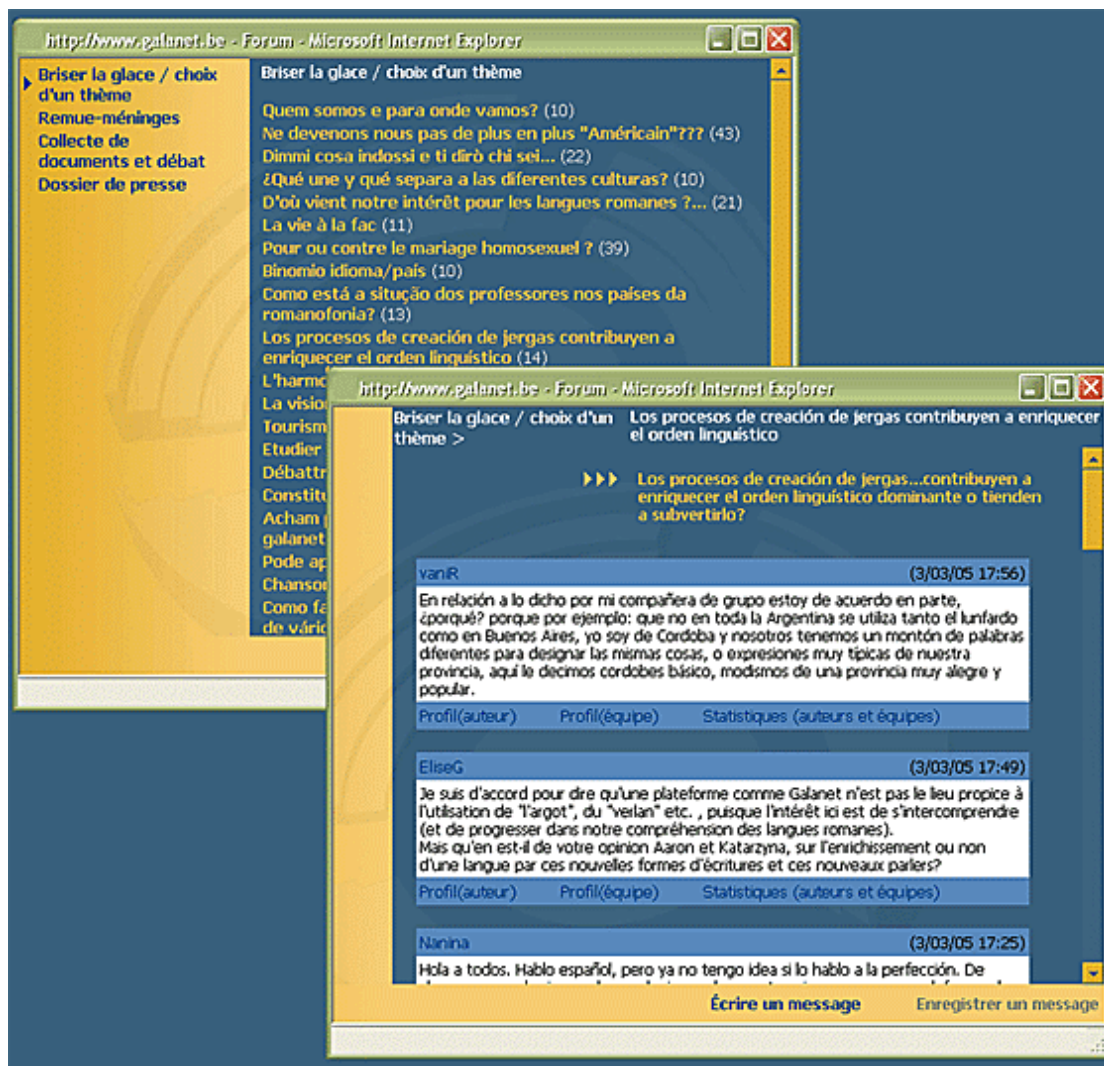 http://www.galanet.be - Forum - Microsoft Internet Explorer
Briser la glace / choix
d'un thème
Remue-méninges
Collecte de
documents et débat
Dossier de presse
Briser la glace / choix d'un thème
Quem somos e para onde vamos? (10)
Ne devenons nous pas de plus en plus "Américain"??? (43)
Dimmi cosa indossi e ti dirò chi sei... (22)
¿Qué une y qué separa a las diferentes culturas? (10)
D'où vient notre intérêt pour les langues romanes ?... (21)
La vie à la fac (11)
Pour ou contre le mariage homosexuel ? (39)
Binomio idioma/país (10)
Como está a situção dos professores nos países da
romanofonia? (13)
Los procesos de creación de jergas contribuyen a
enriquecer el orden linguístico (14)
L'harmo
La visio
Tourism
Etudier
Débattr
Constitu
Acham
galanet
Pode ap
Chanson
Como fa
de vário
http://www.galanet.be - Forum - Microsoft Internet Explorer
Briser la glace / choix d'un
thème >
Los procesos de creación de jergas contribuyen a enriquecer
el orden linguístico
Los procesos de creación de jergas...contribuyen a
enriquecer el orden linguístico dominante o tienden
a subvertirlo?
vaniR (3/03/05 17:56)
En relación a lo dicho por mi compañera de grupo estoy de acuerdo en parte,
¿porqué? porque por ejemplo: que no en toda la Argentina se utiliza tanto el lunfardo
como en Buenos Aires, yo soy de Cordoba y nosotros tenemos un montón de palabras
diferentes para designar las mismas cosas, o expresiones muy típicas de nuestra
provincia, aquí le decimos cordobes básico, modismos de una provincia muy alegre y
popular.
Profil(auteur) Profil(équipe) Statistiques (auteurs et équipes)
EliseG (3/03/05 17:49)
Je suis d'accord pour dire qu'une plateforme comme Galanet n'est pas le lieu propice à
l'utilisation de "l'argot", du "verlan" etc. , puisque l'intérêt ici est de s'intercomprendre
(et de progresser dans notre compréhension des langues romanes).
Mais qu'en est-il de votre opinion Aaron et Katarzyna, sur l'enrichissement ou non
d'une langue par ces nouvelles formes d'écritures et ces nouveaux parlers?
Profil(auteur) Profil(équipe) Statistiques (auteurs et équipes)
Nanina (3/03/05 17:25)
Hola a todos. Hablo español, pero ya no tengo idea si lo hablo a la perfección. De
Écrire un message Enregistrer un message